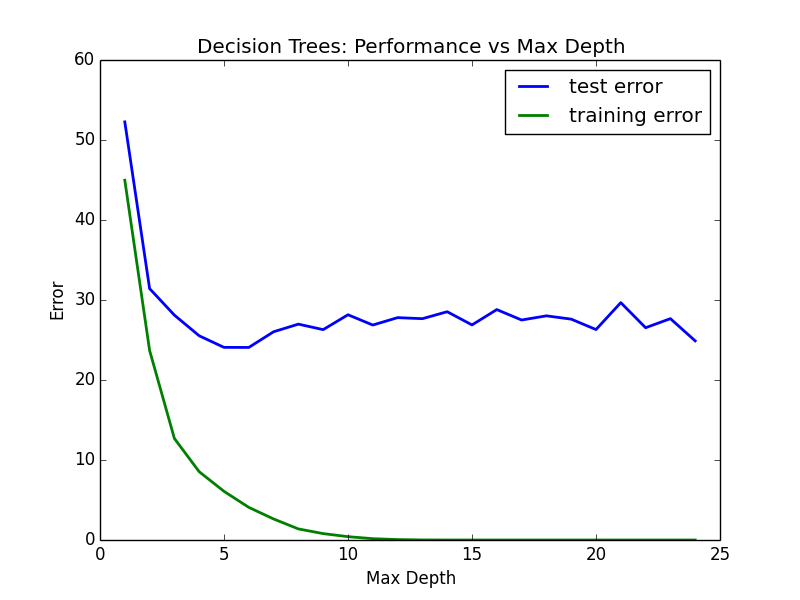 Decision Trees: Performance vs Max Depth
60
50
40
30
20
10
0
Error
test error
training error
0 5 10 15 20 25
Max Depth